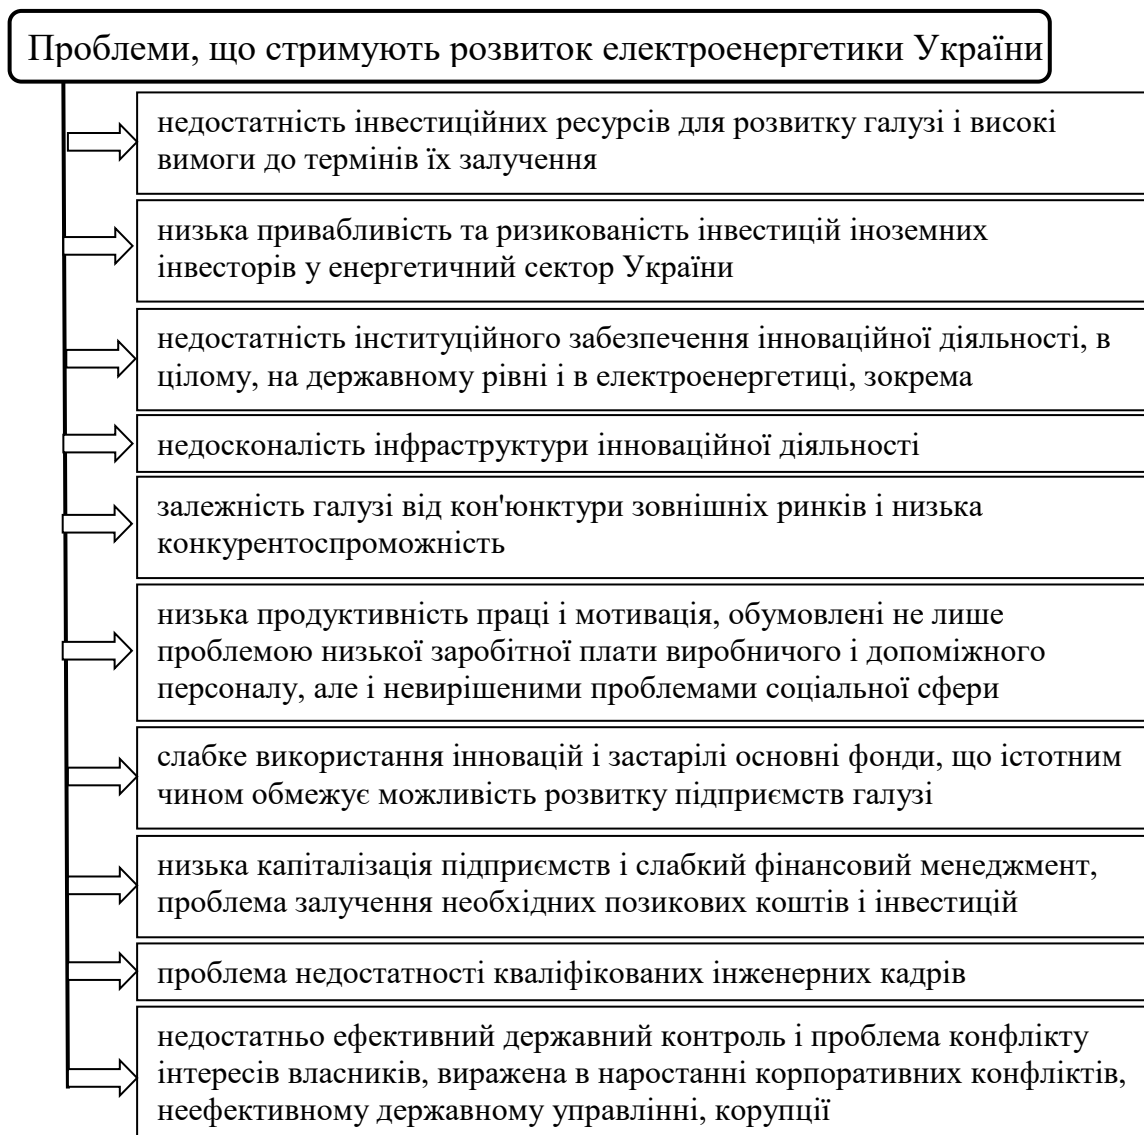 Проблеми, що стримують розвиток електроенергетики України
недостатність інвестиційних ресурсів для розвитку галузі і високі
вимоги до термінів їх залучення
низька привабливість та ризикованість інвестицій іноземних
інвесторів у енергетичний сектор України
недостатність інституційного забезпечення інноваційної діяльності, в
цілому, на державному рівні і в електроенергетиці, зокрема
недосконалість інфраструктури інноваційної діяльності
залежність галузі від кон'юнктури зовнішніх ринків і низька
конкурентоспроможність
низька продуктивність праці і мотивація, обумовлені не лише
проблемою низької заробітної плати виробничого і допоміжного
персоналу, але і невирішеними проблемами соціальної сфери
слабке використання інновацій і застарілі основні фонди, що істотним
чином обмежує можливість розвитку підприємств галузі
низька капіталізація підприємств і слабкий фінансовий менеджмент,
проблема залучення необхідних позикових коштів і інвестицій
проблема недостатності кваліфікованих інженерних кадрів
недостатньо ефективний державний контроль і проблема конфлікту
інтересів власників, виражена в наростанні корпоративних конфліктів,
неефективному державному управлінні, корупції